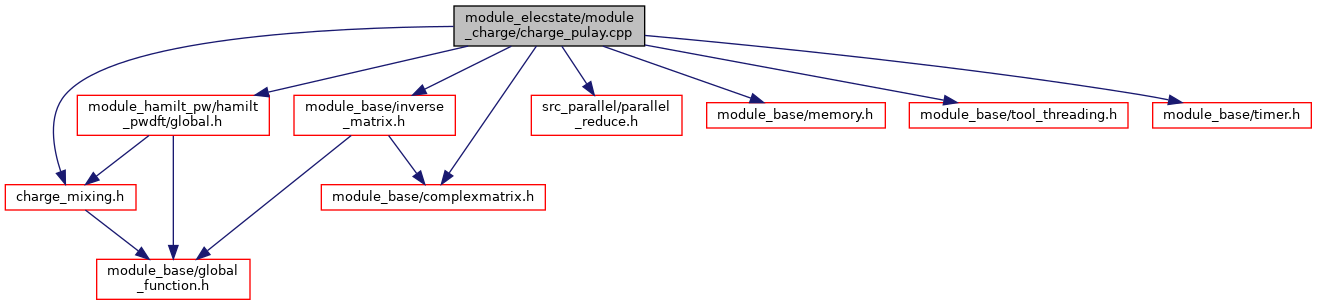 module_elecstate/module
_charge/charge_pulay.cpp
module_hamilt_pw/hamilt
_pwdft/global.h
module_base/inverse
_matrix.h
src_parallel/parallel
_reduce.h
module_base/memory.h
module_base/tool_threading.h
module_base/timer.h
charge_mixing.h
module_base/complexmatrix.h
module_base/global
_function.h